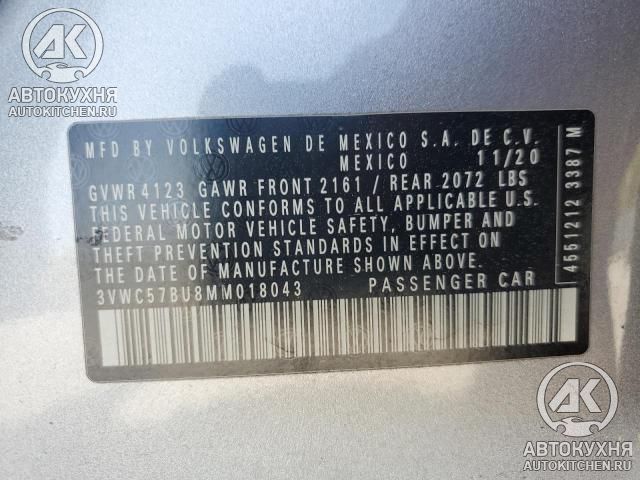 АВТОКУХНЯ
AUTOKITCHEN.RU
MFD BY VOLKSWAGEN DE MEXICO S.A. DE C.V.
MEXICO 11/20
GVWR 4123 GAWR FRONT 2161 / REAR 2072 LBS
THIS VEHICLE CONFORMS TO ALL APPLICABLE U.S.
FEDERAL MOTOR VEHICLE SAFETY, BUMPER AND
THEFT PREVENTION STANDARDS IN EFFECT ON
THE DATE OF MANUFACTURE SHOWN ABOVE.
3VWC57BU8MM018043 PASSENGER CAR
4551212 3387 M
AK
АВТОКУХНЯ
AUTOKITCHEN.RU